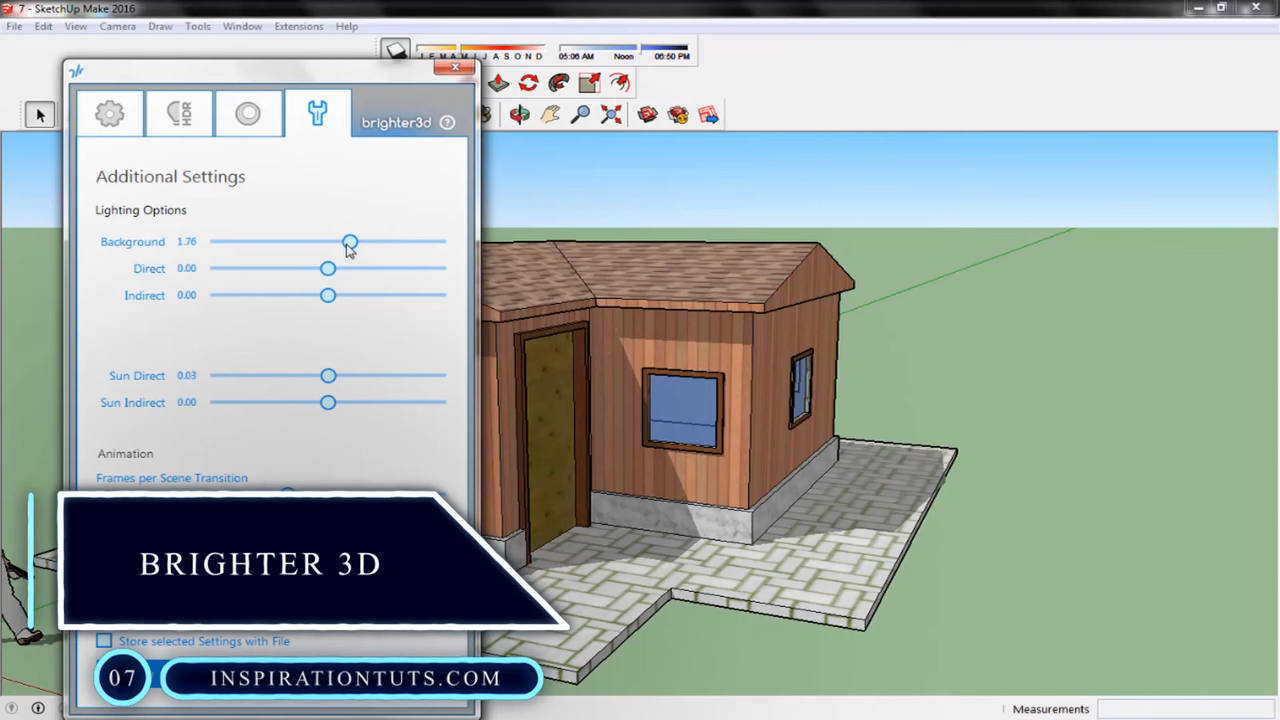 7 - SketchUp Make 2016
File Edit View Camera Draw Tools Window Extensions Help
J F M A M J J A S O N D 05:06 AM Noon 06:50 PM
HDR
brighter3d ?
Additional Settings
Lighting Options
Background 1.76
Direct 0.00
Indirect 0.00
Sun Direct 0.03
Sun Indirect 0.00
Animation
Frames per Scene Transition
BRIGHTER 3D
Store selected Settings with File
07 INSPIRATIONTUTS.COM
Measurements